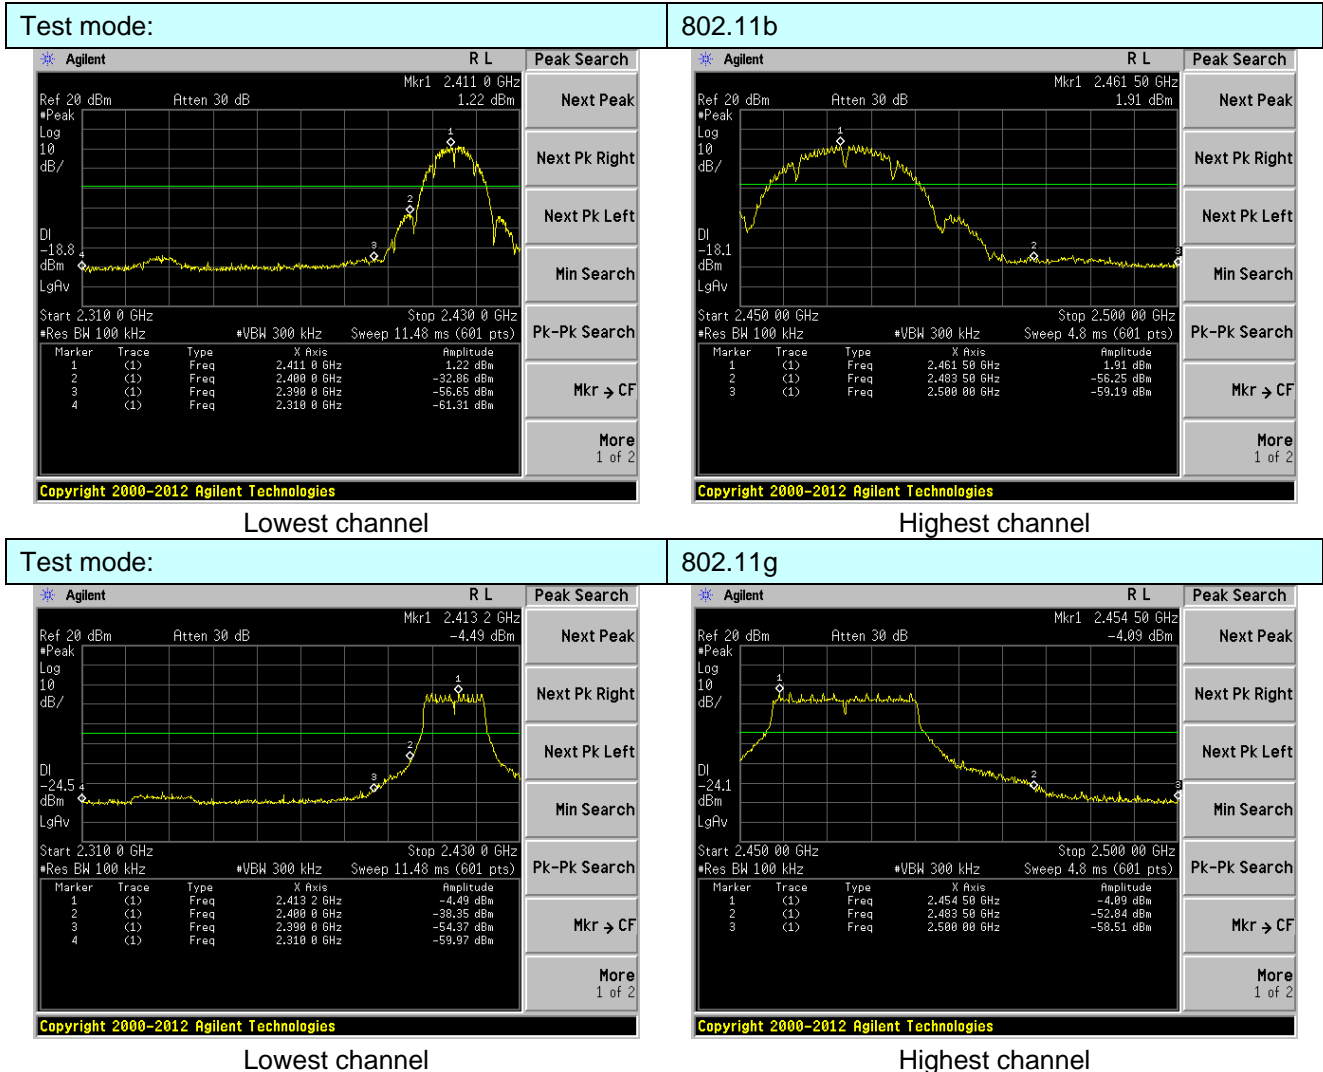 Test mode:
802.11b
Agilent
R L
Peak Search
Mkr1 2.411 0 GHz
Ref 20 dBm
Atten 30 dB
1.22 dBm
#Peak
Log
10
dB/
1
2
3
4
DI
-18.8
dBm
LgAv
Start 2.310 0 GHz
Stop 2.430 0 GHz
#Res BW 100 kHz
#VBW 300 kHz
Sweep 11.48 ms (601 pts)
Marker Trace Type X Axis Amplitude
1 (1) Freq 2.411 0 GHz 1.22 dBm
2 (1) Freq 2.400 0 GHz -32.86 dBm
3 (1) Freq 2.390 0 GHz -56.65 dBm
4 (1) Freq 2.310 0 GHz -61.31 dBm
Next Peak
Next Pk Right
Next Pk Left
Min Search
Pk-Pk Search
Mkr → CF
More
1 of 2
Copyright 2000-2012 Agilent Technologies
Lowest channel
Agilent
R L
Peak Search
Mkr1 2.461 50 GHz
Ref 20 dBm
Atten 30 dB
1.91 dBm
#Peak
Log
10
dB/
1
2
3
DI
-18.1
dBm
LgAv
Start 2.450 00 GHz
Stop 2.500 00 GHz
#Res BW 100 kHz
#VBW 300 kHz
Sweep 4.8 ms (601 pts)
Marker Trace Type X Axis Amplitude
1 (1) Freq 2.461 50 GHz 1.91 dBm
2 (1) Freq 2.483 50 GHz -56.25 dBm
3 (1) Freq 2.500 00 GHz -59.19 dBm
Next Peak
Next Pk Right
Next Pk Left
Min Search
Pk-Pk Search
Mkr → CF
More
1 of 2
Copyright 2000-2012 Agilent Technologies
Highest channel
Test mode:
802.11g
Agilent
R L
Peak Search
Mkr1 2.413 2 GHz
Ref 20 dBm
Atten 30 dB
-4.49 dBm
#Peak
Log
10
dB/
1
2
3
4
DI
-24.5
dBm
LgAv
Start 2.310 0 GHz
Stop 2.430 0 GHz
#Res BW 100 kHz
#VBW 300 kHz
Sweep 11.48 ms (601 pts)
Marker Trace Type X Axis Amplitude
1 (1) Freq 2.413 2 GHz -4.49 dBm
2 (1) Freq 2.400 0 GHz -38.35 dBm
3 (1) Freq 2.390 0 GHz -54.37 dBm
4 (1) Freq 2.310 0 GHz -59.97 dBm
Next Peak
Next Pk Right
Next Pk Left
Min Search
Pk-Pk Search
Mkr → CF
More
1 of 2
Copyright 2000-2012 Agilent Technologies
Lowest channel
Agilent
R L
Peak Search
Mkr1 2.454 50 GHz
Ref 20 dBm
Atten 30 dB
-4.09 dBm
#Peak
Log
10
dB/
1
2
3
DI
-24.1
dBm
LgAv
Start 2.450 00 GHz
Stop 2.500 00 GHz
#Res BW 100 kHz
#VBW 300 kHz
Sweep 4.8 ms (601 pts)
Marker Trace Type X Axis Amplitude
1 (1) Freq 2.454 50 GHz -4.09 dBm
2 (1) Freq 2.483 50 GHz -52.84 dBm
3 (1) Freq 2.500 00 GHz -58.51 dBm
Next Peak
Next Pk Right
Next Pk Left
Min Search
Pk-Pk Search
Mkr → CF
More
1 of 2
Copyright 2000-2012 Agilent Technologies
Highest channel